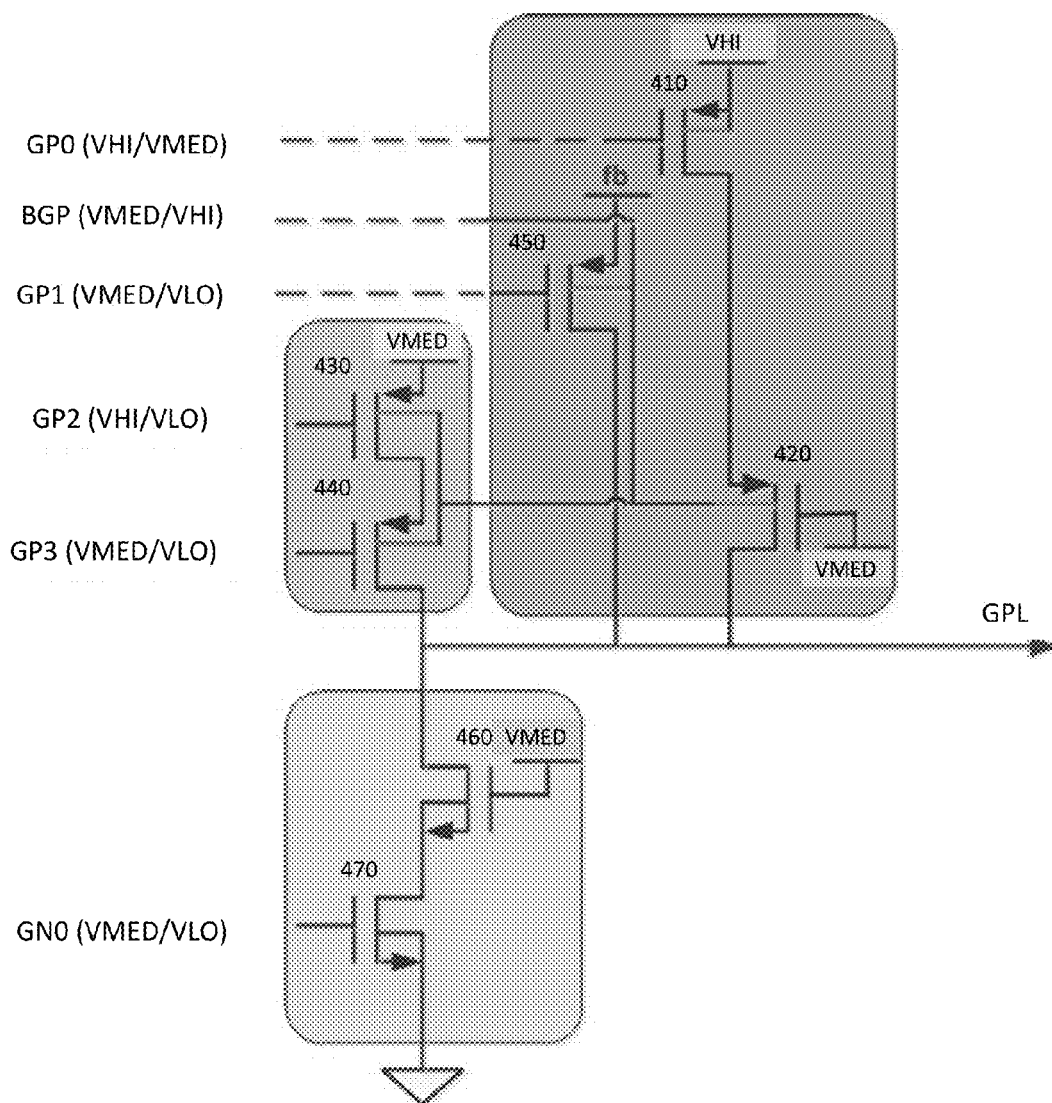 VHI
410
GP0 (VHI/VMED)
fb
BGP (VMED/VHI)
450
GP1 (VMED/VLO)
VMED
430
GP2 (VHI/VLO)
420
440
GP3 (VMED/VLO)
VMED
GPL
460 VMED
470
GN0 (VMED/VLO)